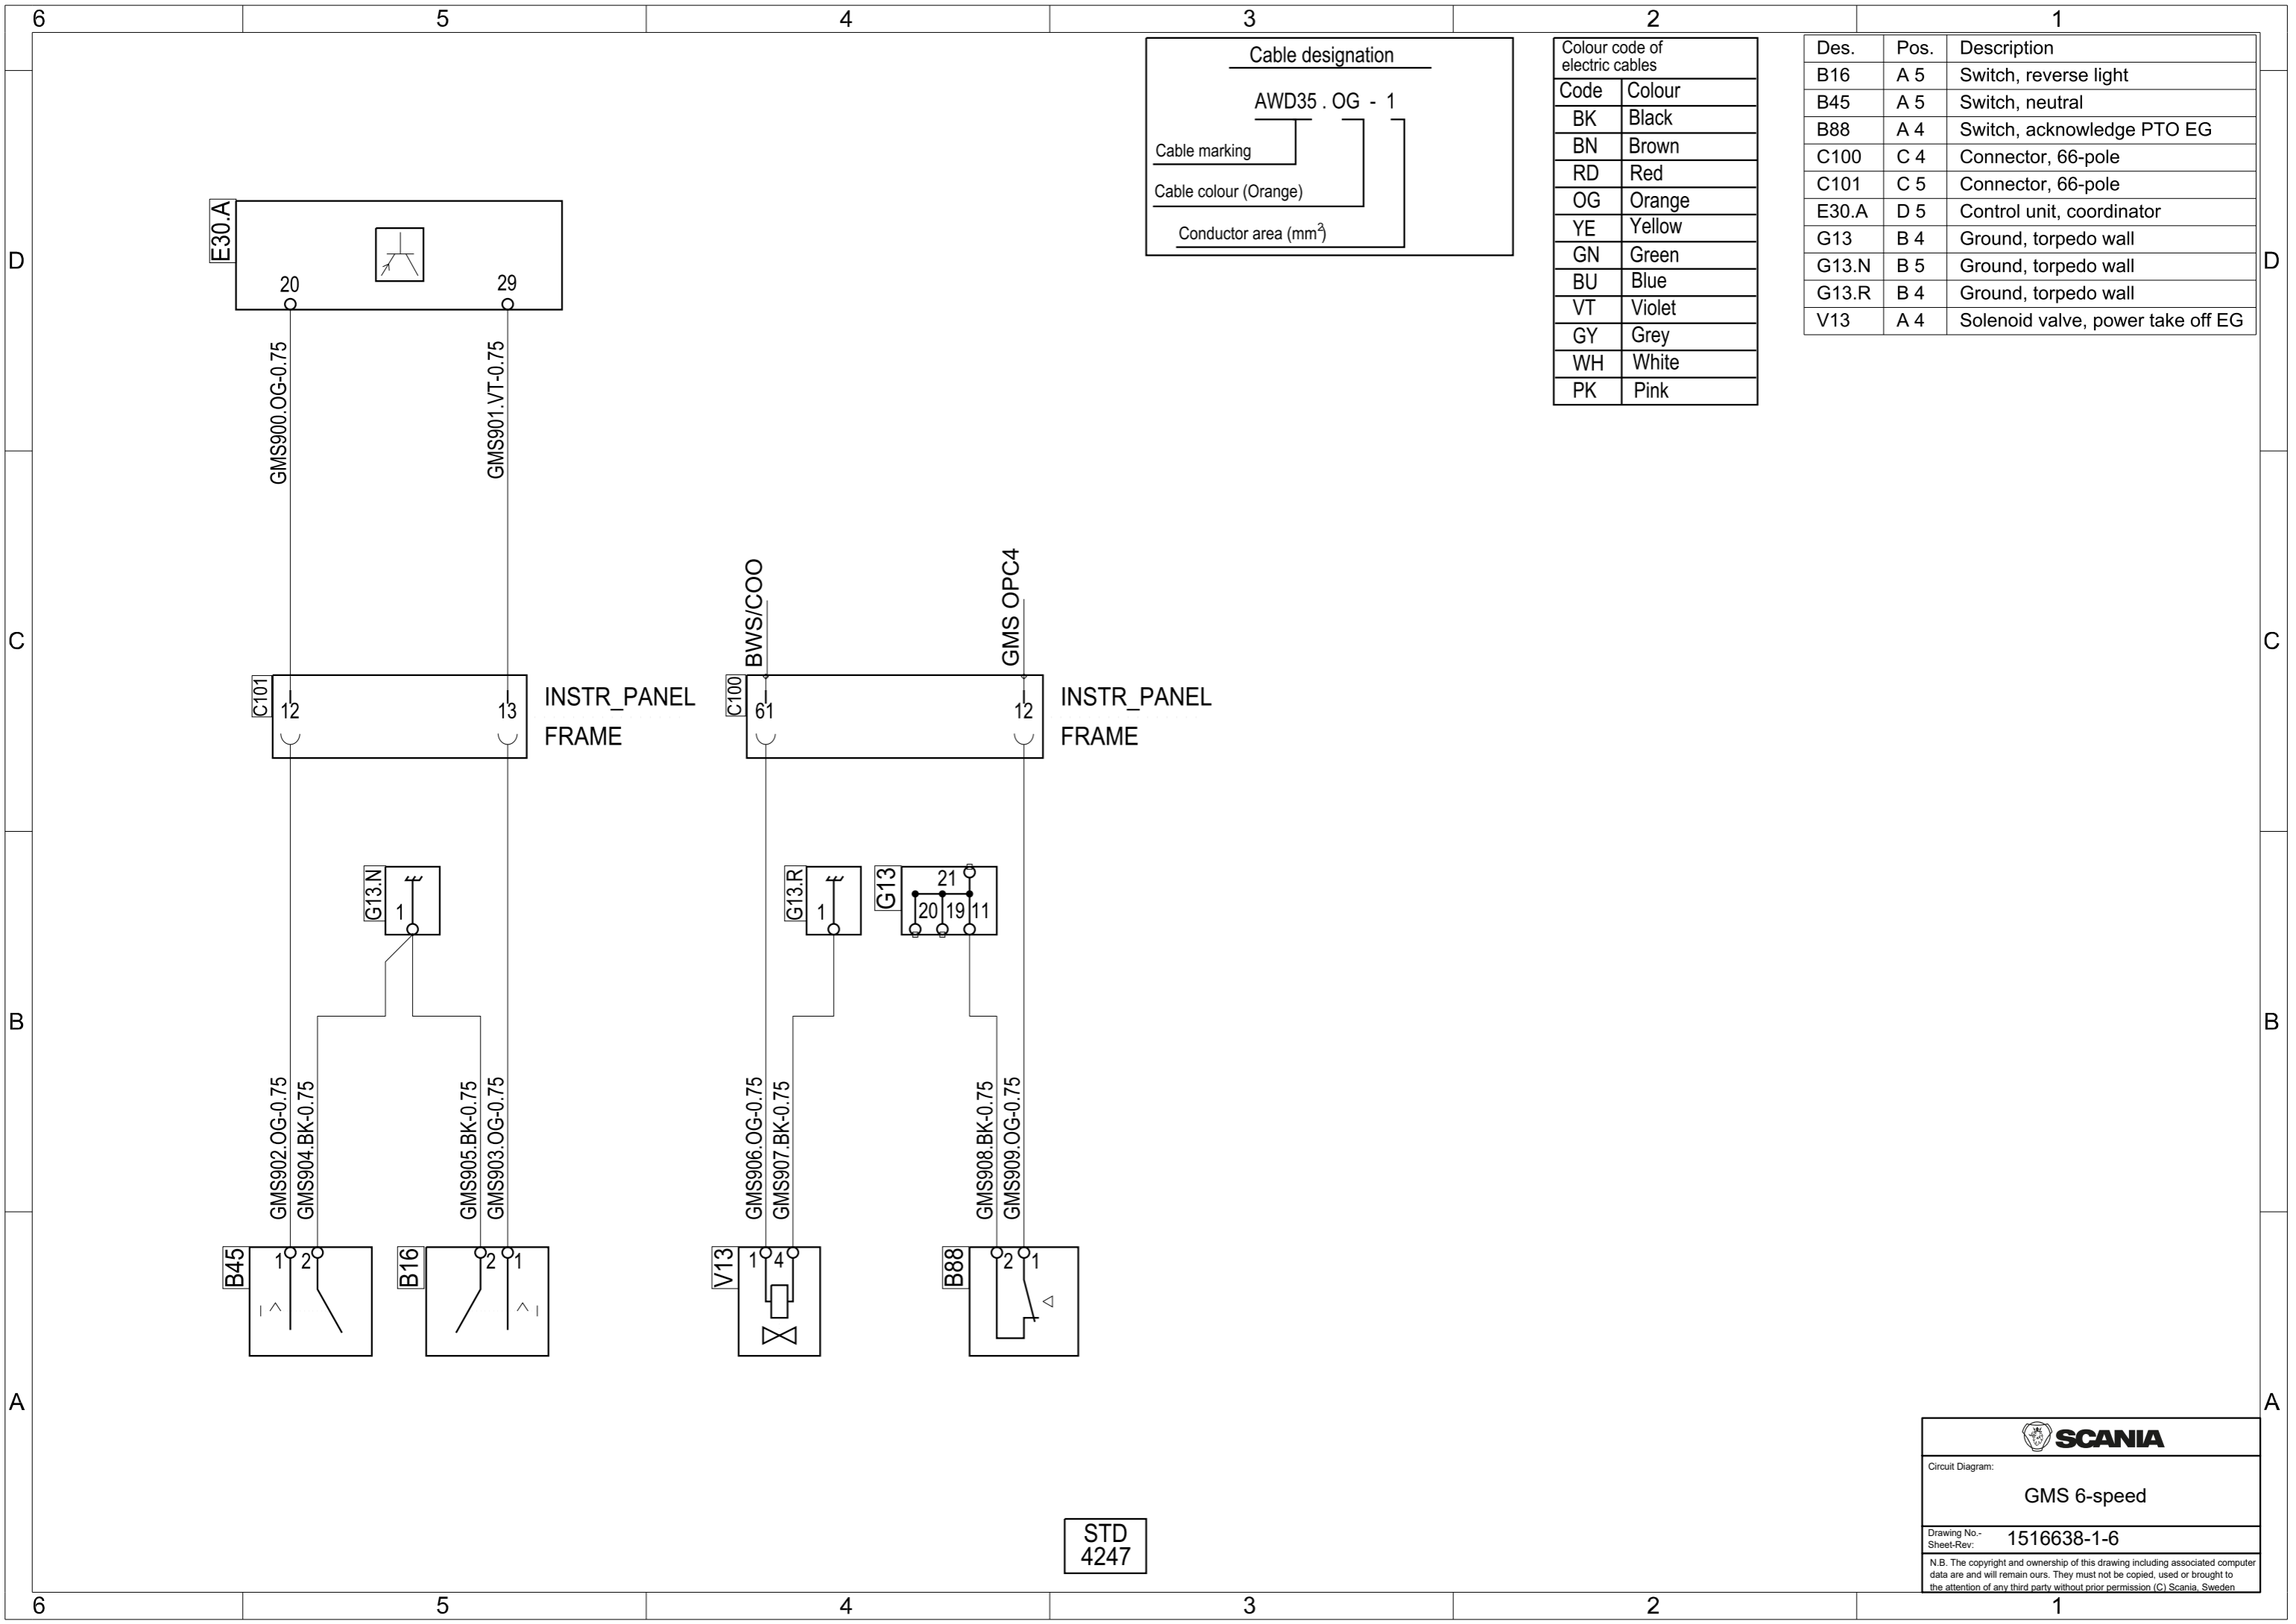 6 5 4 3 2 1
Cable designation
AWD35 . OG - 1
Cable marking
Cable colour (Orange)
Conductor area (mm²)
Colour code of
electric cables
Code Colour
BK Black
BN Brown
RD Red
OG Orange
YE Yellow
GN Green
BU Blue
VT Violet
GY Grey
WH White
PK Pink
Des. Pos. Description
B16 A 5 Switch, reverse light
B45 A 5 Switch, neutral
B88 A 4 Switch, acknowledge PTO EG
C100 C 4 Connector, 66-pole
C101 C 5 Connector, 66-pole
E30.A D 5 Control unit, coordinator
G13 B 4 Ground, torpedo wall
G13.N B 5 Ground, torpedo wall
G13.R B 4 Ground, torpedo wall
V13 A 4 Solenoid valve, power take off EG
D D
E30.A
20 29
GMS900.OG-0.75
GMS901.VT-0.75
C C
BWS/COO
GMS OPC4
C101
12 13
INSTR_PANEL
FRAME
C100
61 12
INSTR_PANEL
FRAME
G13.N
1
G13.R
1
G13
21
20 19 11
B B
GMS902.OG-0.75
GMS904.BK-0.75
GMS905.BK-0.75
GMS903.OG-0.75
GMS906.OG-0.75
GMS907.BK-0.75
GMS908.BK-0.75
GMS909.OG-0.75
B45
1 2
B16
2 1
V13
1 4
B88
2 1
A A
SCANIA
Circuit Diagram:
GMS 6-speed
Drawing No.-
Sheet-Rev: 1516638-1-6
N.B. The copyright and ownership of this drawing including associated computer
data are and will remain ours. They must not be copied, used or brought to
the attention of any third party without prior permission (C) Scania, Sweden
STD
4247
6 5 4 3 2 1